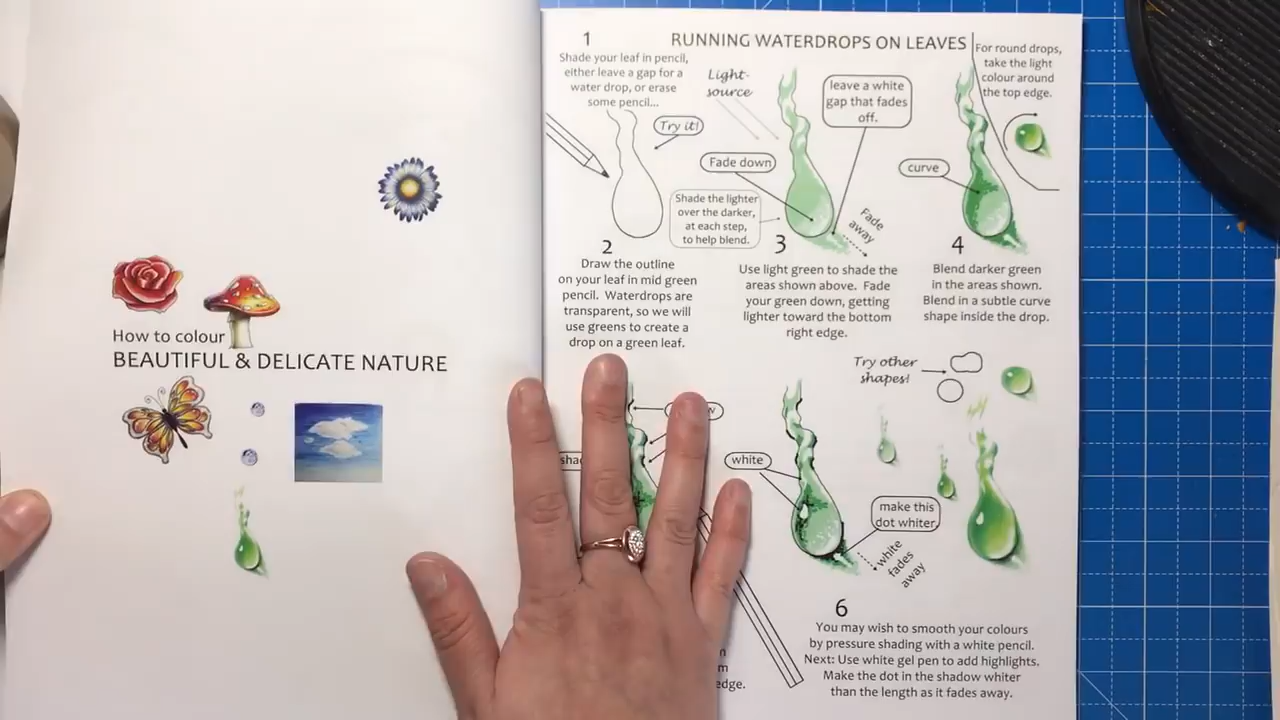 How to colour
BEAUTIFUL & DELICATE NATURE
RUNNING WATERDROPS ON LEAVES
1
Shade your leaf in pencil,
either leave a gap for a
water drop, or erase
some pencil...
Try it!
2
Draw the outline
on your leaf in mid green
pencil. Waterdrops are
transparent, so we will
use greens to create a
drop on a green leaf.
Light-
source
leave a white
gap that fades
off.
Fade down
Shade the lighter
over the darker,
at each step,
to help blend.
Fade
away
3
Use light green to shade the
areas shown above. Fade
your green down, getting
lighter toward the bottom
right edge.
For round drops,
take the light
colour around
the top edge.
curve
4
Blend darker green
in the areas shown.
Blend in a subtle curve
shape inside the drop.
Try other
shapes!
edge.
white
make this
dot whiter
white
fades
away
6
You may wish to smooth your colours
by pressure shading with a white pencil.
Next: Use white gel pen to add highlights.
Make the dot in the shadow whiter
than the length as it fades away.